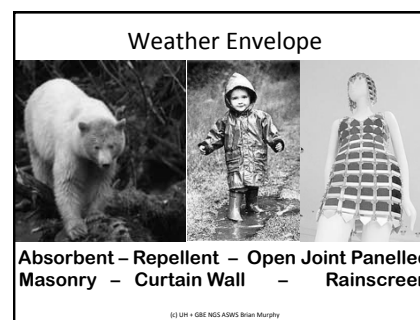 Weather Envelope
Absorbent – Repellent – Open Joint Panelled
Masonry – Curtain Wall – Rainscreen
(c) UH + GBE NGS ASWS Brian Murphy